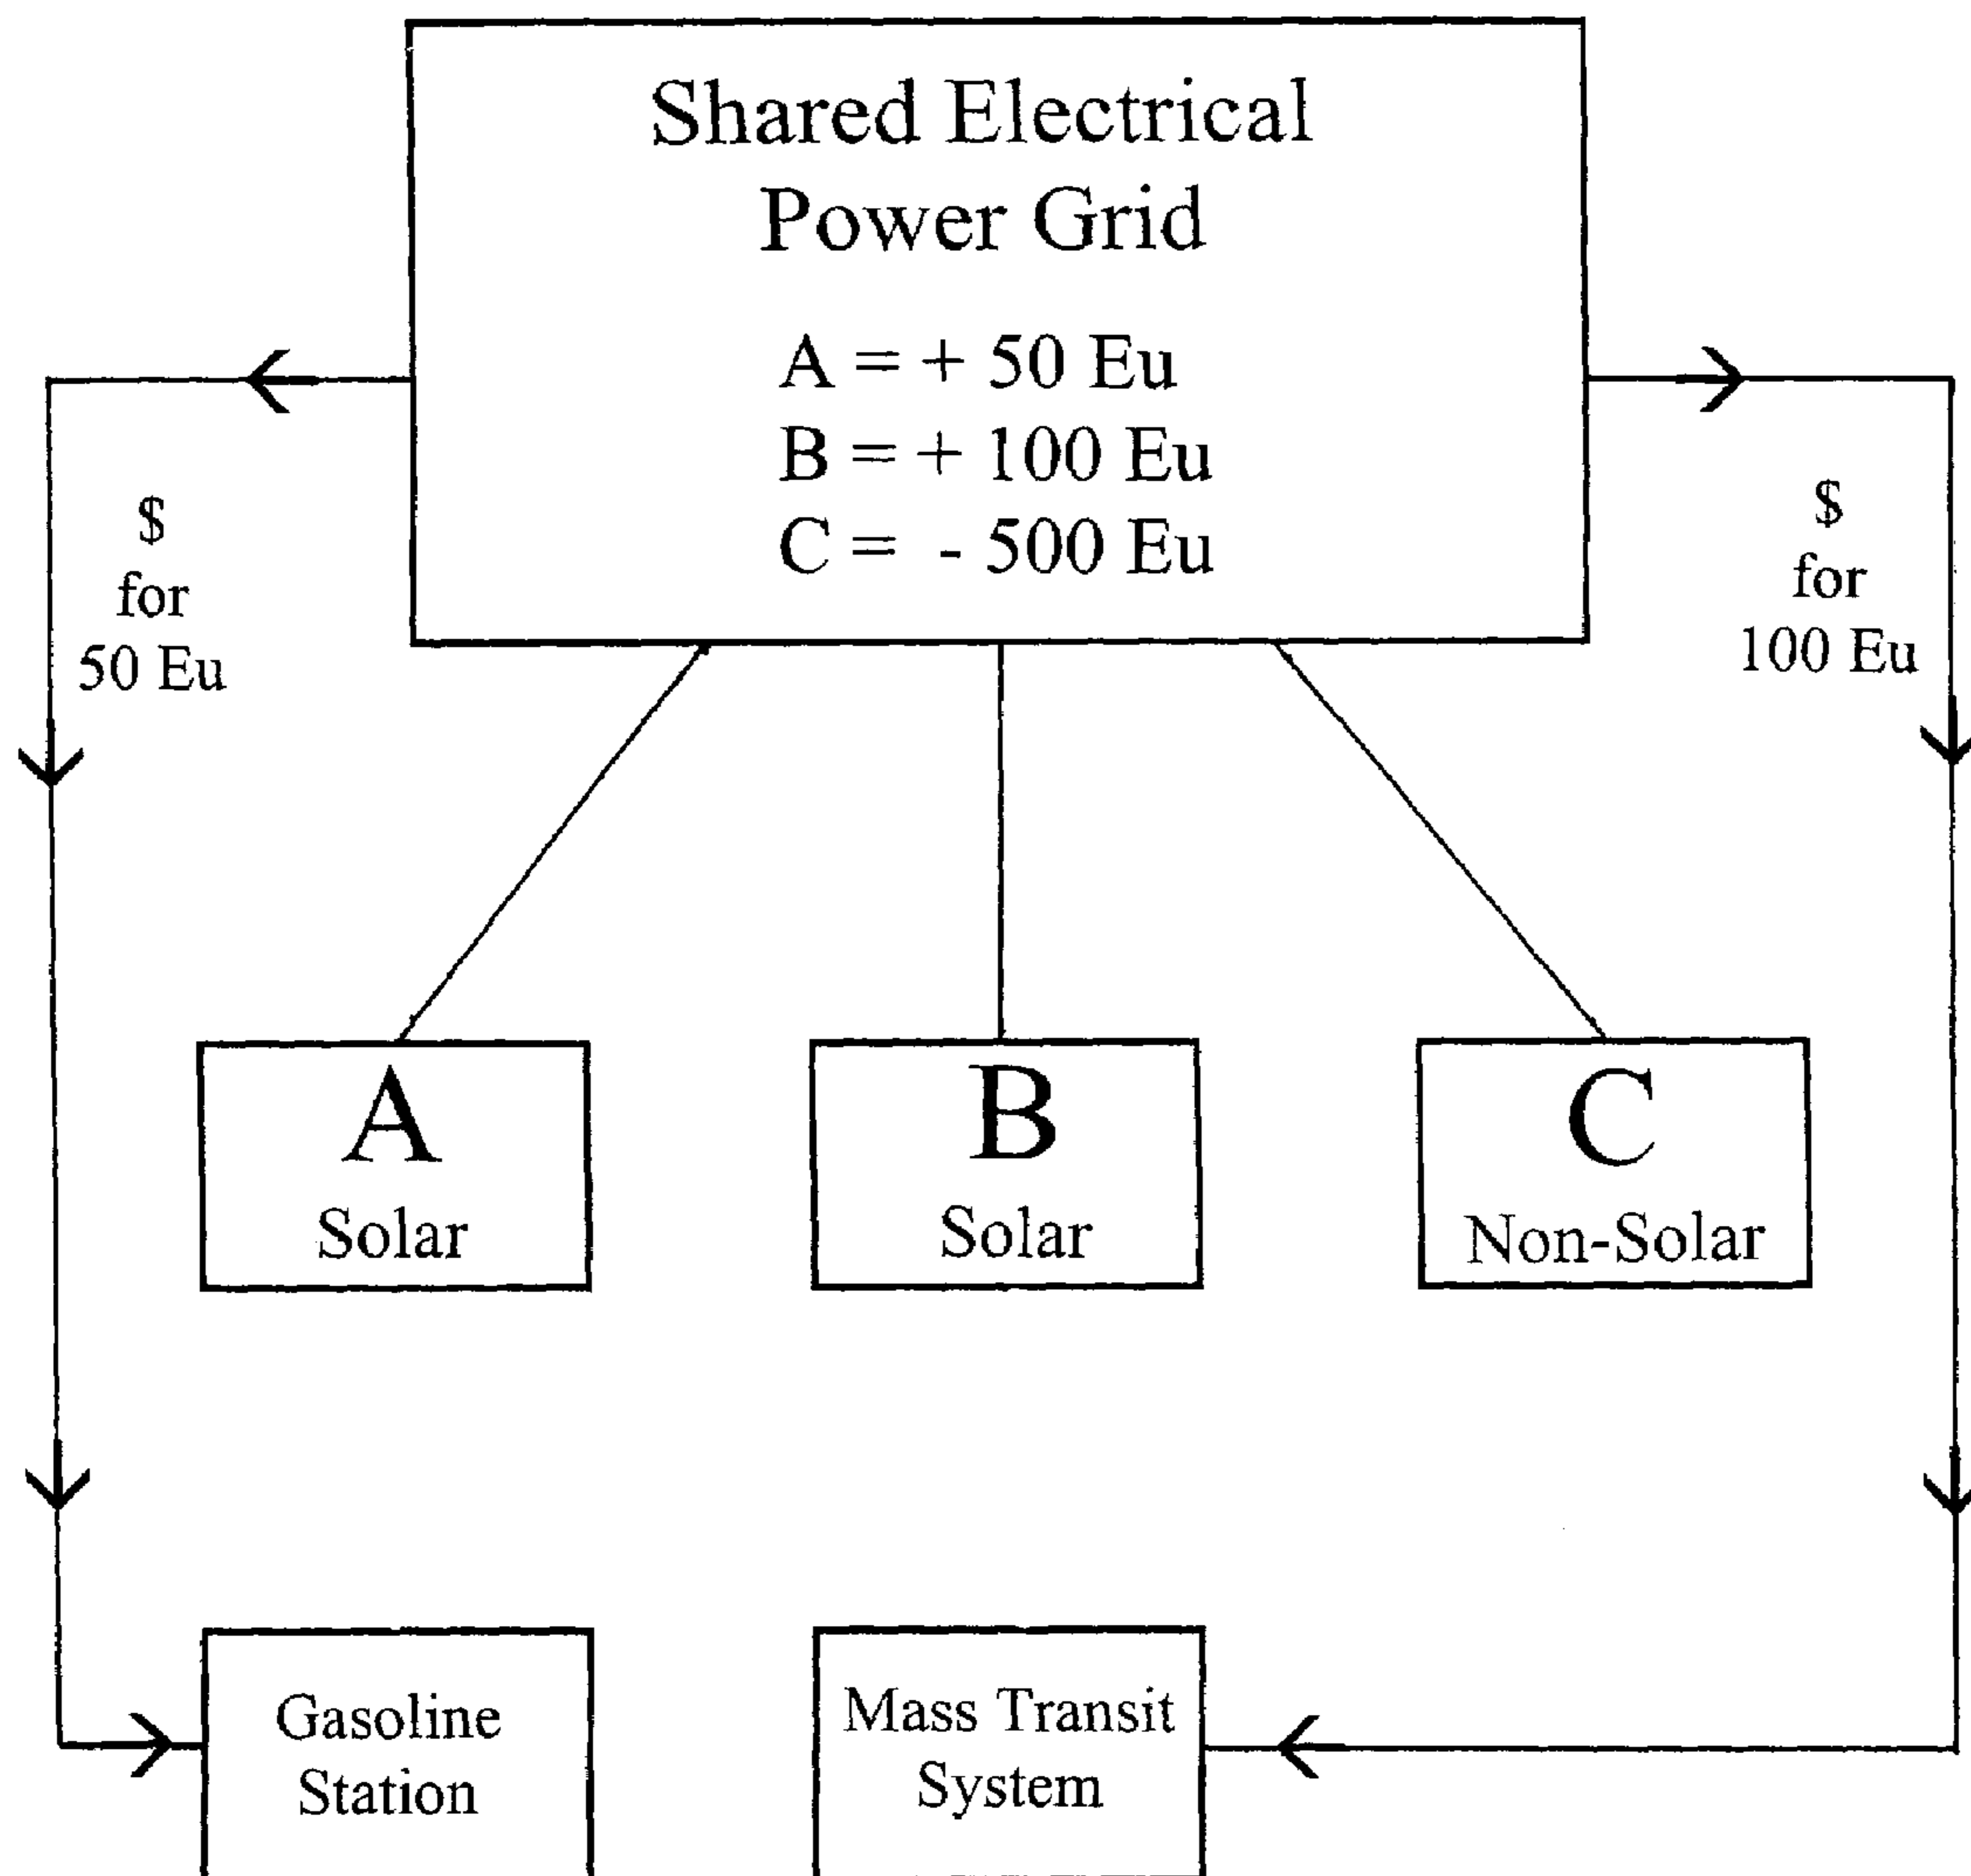 Shared Electrical
Power Grid
A = + 50 Eu
B = + 100 Eu
C = - 500 Eu
$
for
50 Eu
$
for
100 Eu
A
Solar
B
Solar
C
Non-Solar
Gasoline
Station
Mass Transit
System